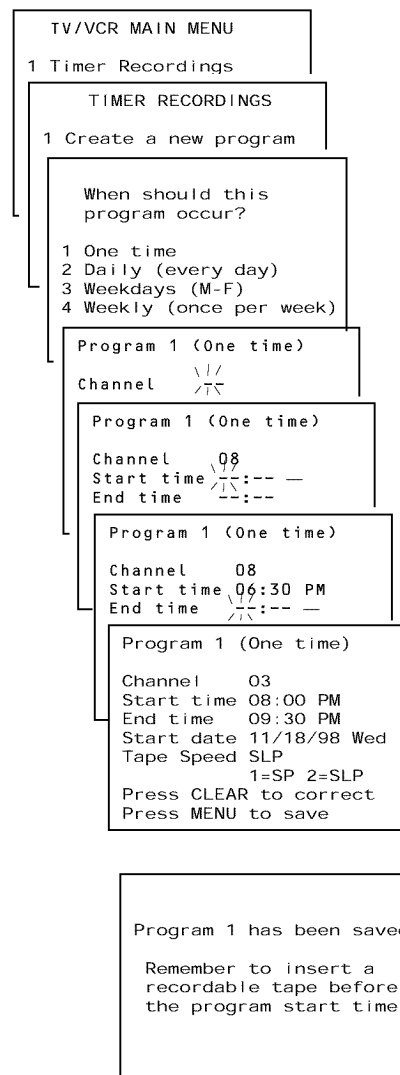 TV/VCR MAIN MENU
1 Timer Recordings
TIMER RECORDINGS
1 Create a new program
When should this
program occur?
1 One time
2 Daily (every day)
3 Weekdays (M-F)
4 Weekly (once per week)
Program 1 (One time)
Channel --
Program 1 (One time)
Channel 08
Start time --:-- —
End time --:--
Program 1 (One time)
Channel 08
Start time 06:30 PM
End time --:-- —
Program 1 (One time)
Channel 03
Start time 08:00 PM
End time 09:30 PM
Start date 11/18/98 Wed
Tape Speed SLP
1=SP 2=SLP
Press CLEAR to correct
Press MENU to save
Program 1 has been saved
Remember to insert a
recordable tape before
the program start time